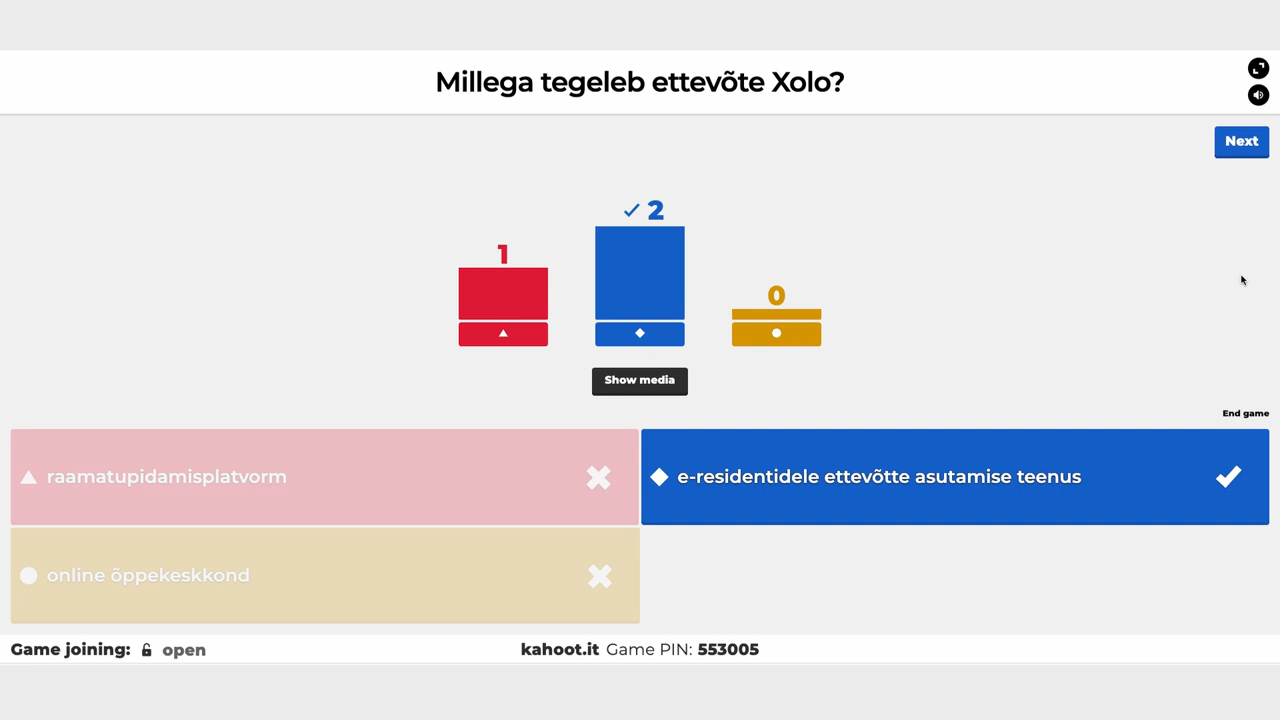 Millega tegeleb ettevõte Xolo?
Next
2
1
0
Show media
End game
raamatupidamisplatvorm
e-residentidele ettevõtte asutamise teenus
online õppekeskkond
Game joining: open
kahoot.it Game PIN: 553005